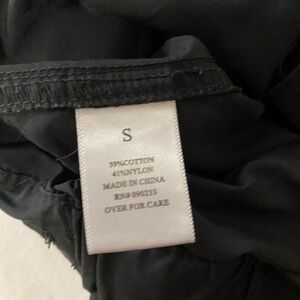 S
59%COTTON
41%NYLON
MADE IN CHINA
RN# 090233
OVER FOR CARE